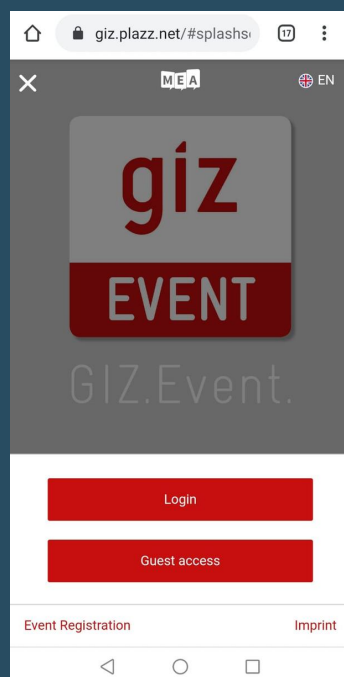 giz.plazz.net/#splashs
17
MEA
EN
giz
EVENT
GIZ.Event.
Login
Guest access
Event Registration
Imprint